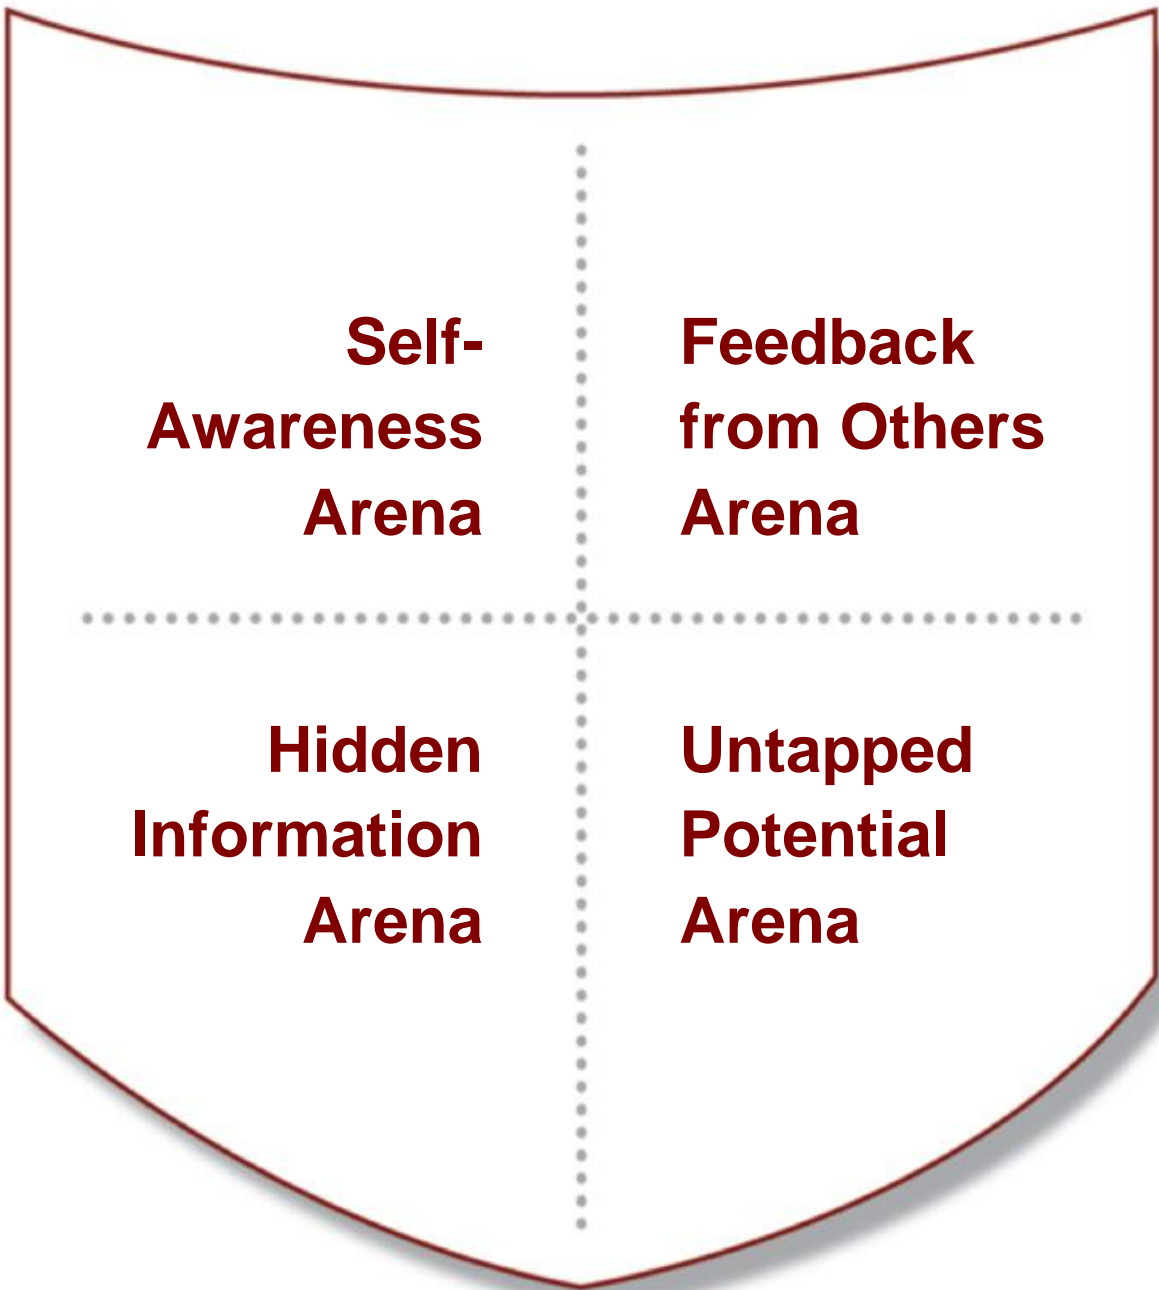 Self-
Awareness
Arena
Feedback
from Others
Arena
Hidden
Information
Arena
Untapped
Potential
Arena